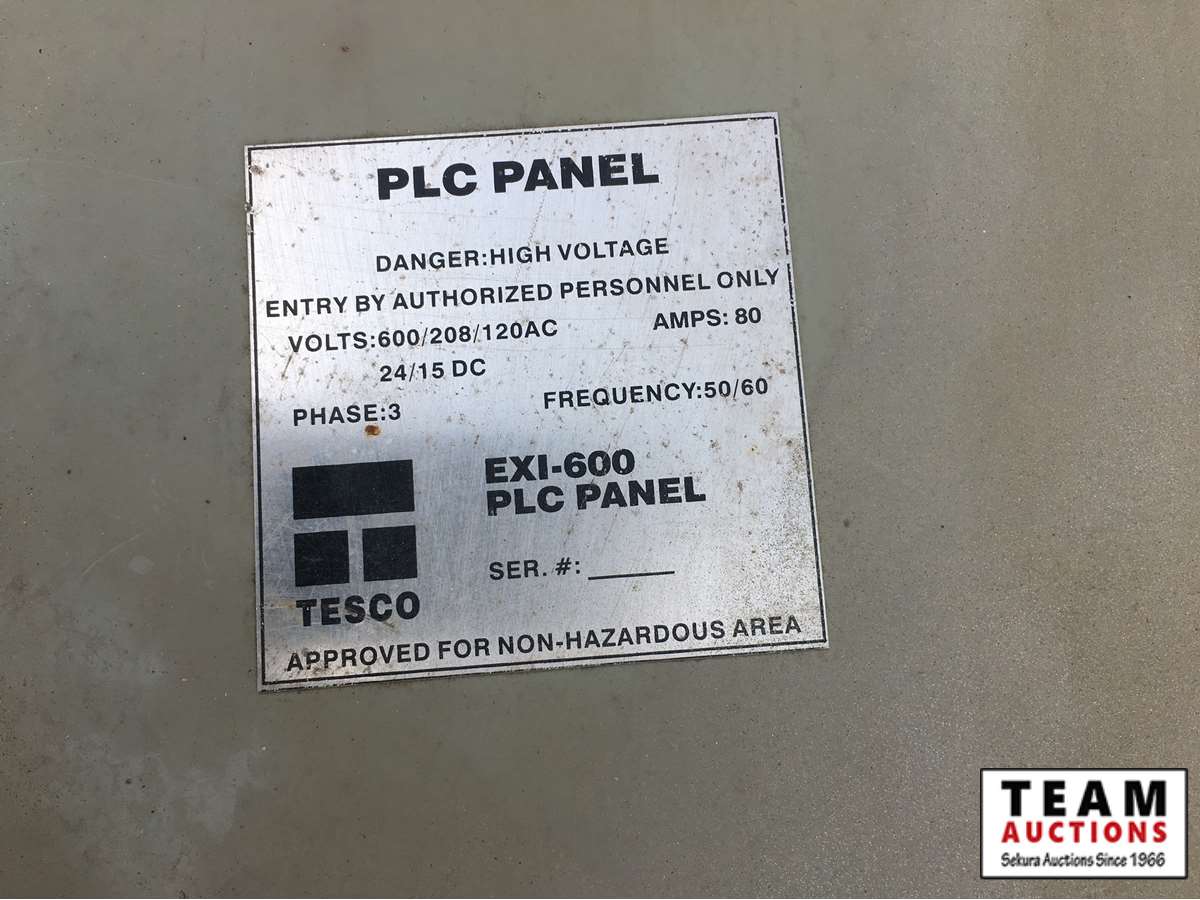 PLC PANEL
DANGER:HIGH VOLTAGE
ENTRY BY AUTHORIZED PERSONNEL ONLY
VOLTS:600/208/120AC AMPS: 80
24/15 DC
PHASE:3 FREQUENCY:50/60
EXI-600
PLC PANEL
SER. #: ______
TESCO
APPROVED FOR NON-HAZARDOUS AREA
TEAM
AUCTIONS
Sekura Auctions Since 1966